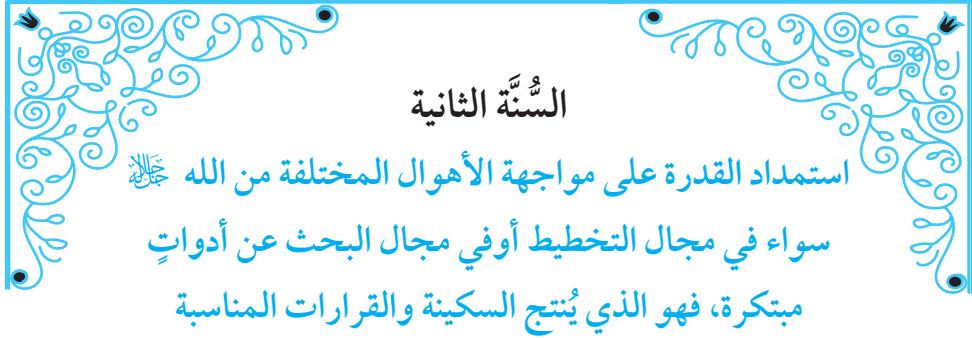 السُّنَّة الثانية
استمداد القدرة على مواجهة الأهوال المختلفة من الله ﷻ
سواء في مجال التخطيط أوفي مجال البحث عن أدواتٍ
مبتكرة، فهو الذي يُنتج السكينة والقرارات المناسبة